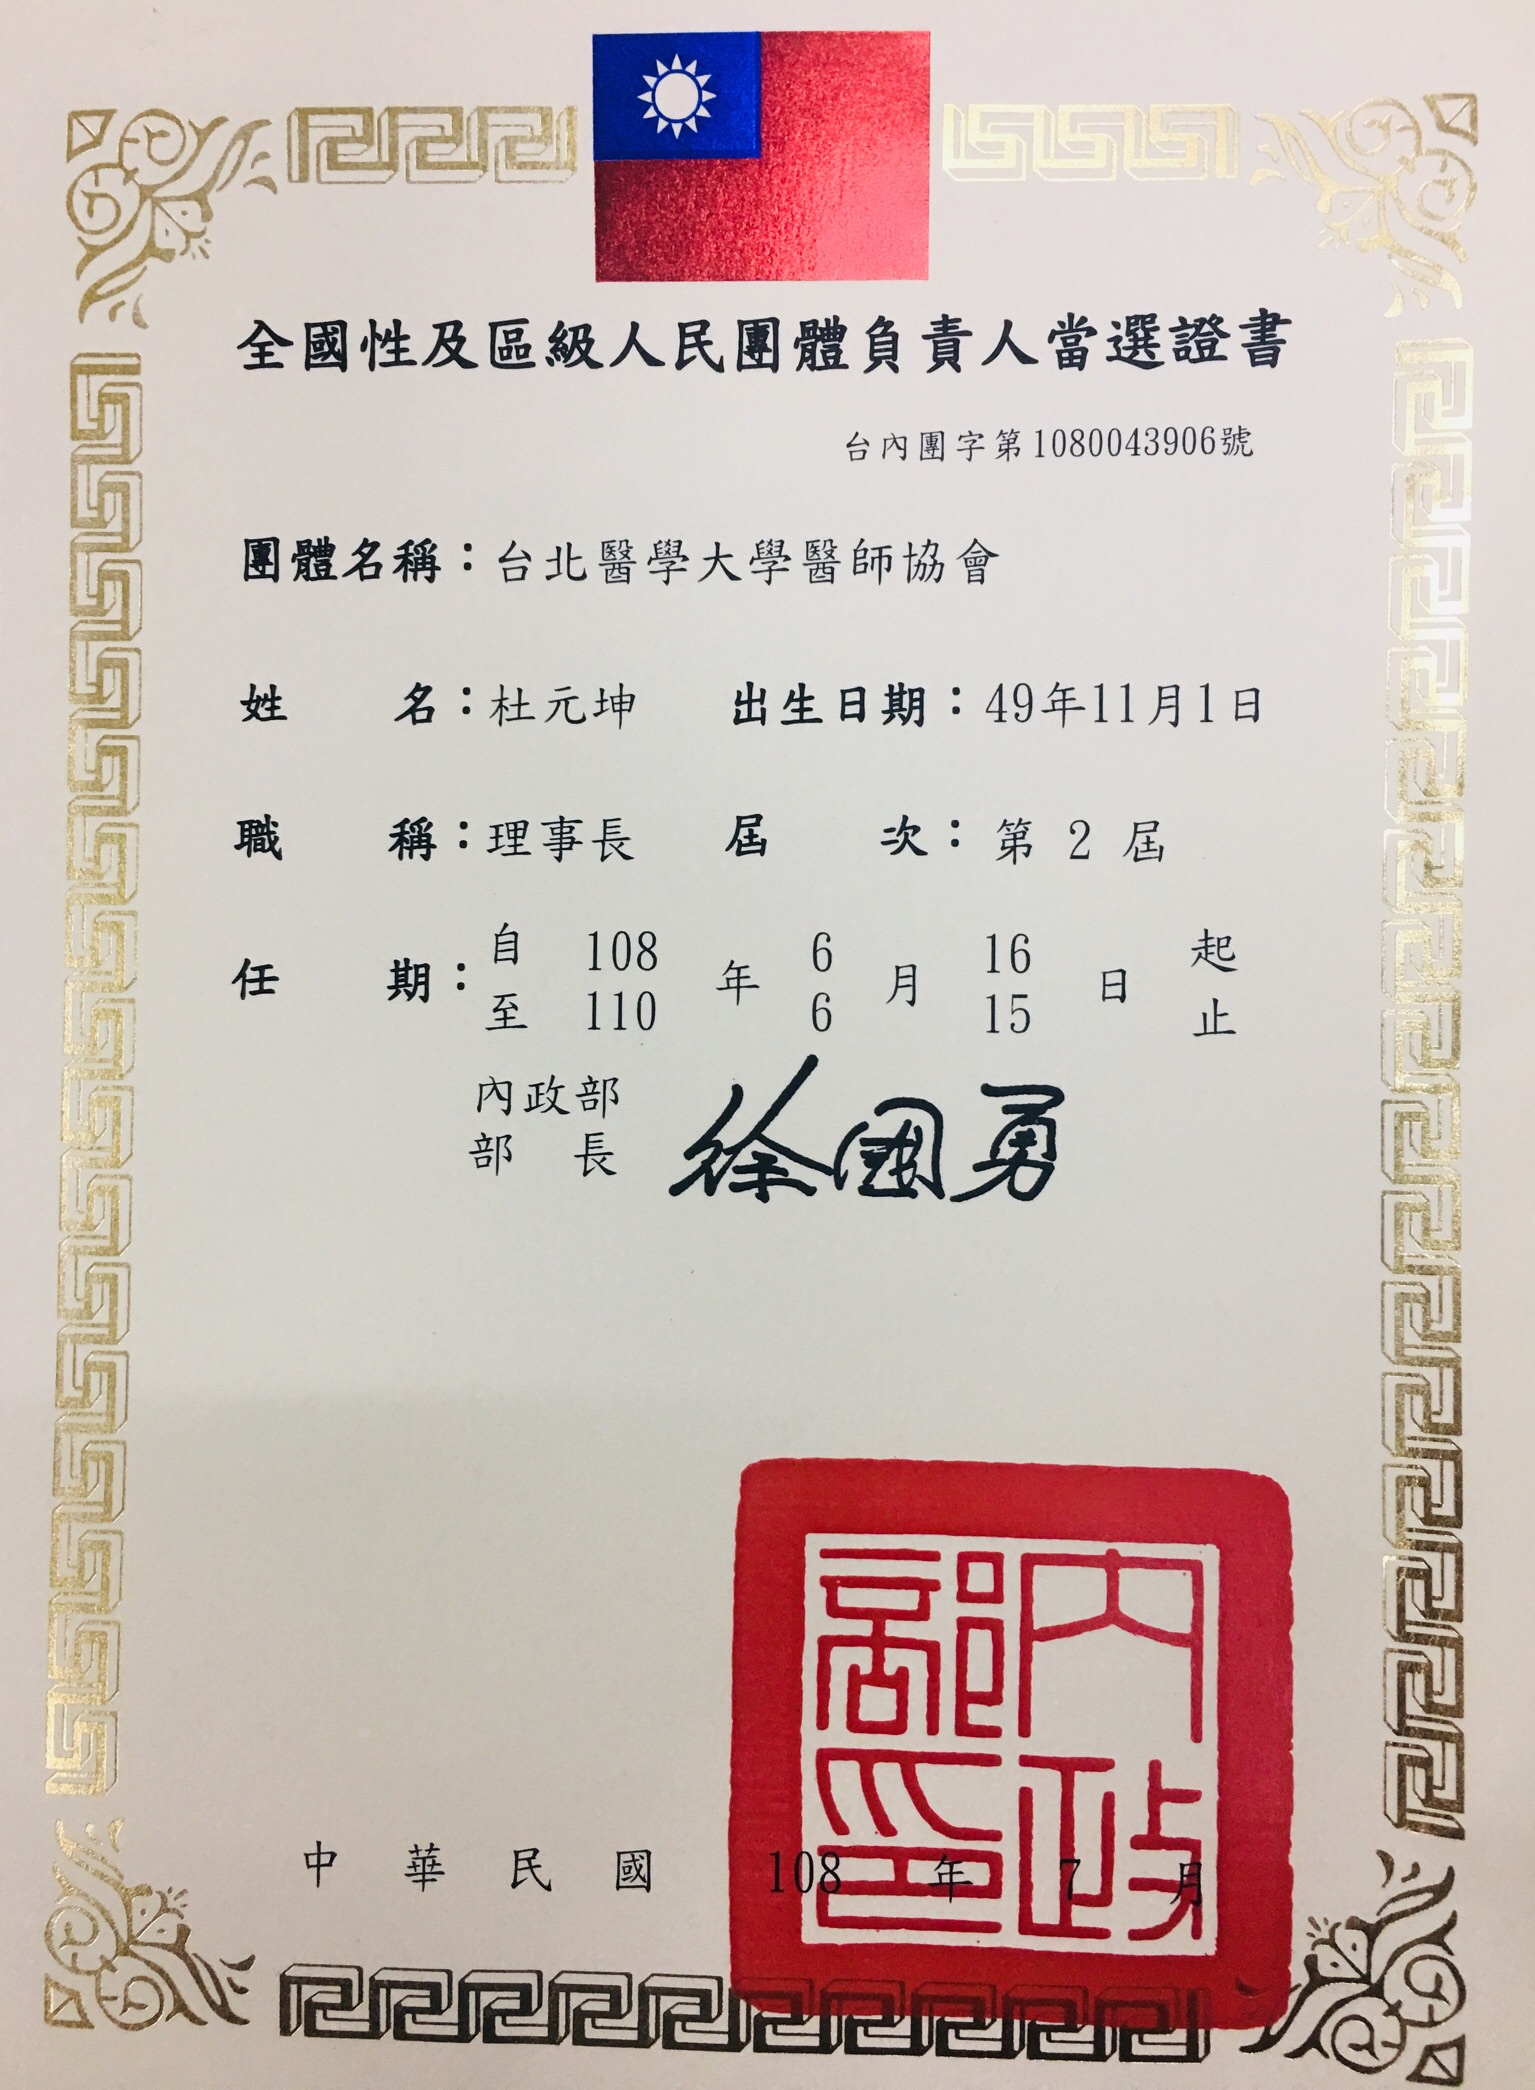 全國性及區級人民團體負責人當選證書
台內團字第1080043906號
團體名稱：台北醫學大學醫師協會
姓 名：杜元坤 出生日期：49年11月1日
職 稱：理事長 屆 次：第 2 屆
任 期：自 108 年 6 月 16 日 起
至 110 6 15 止
內政部
部 長 徐國勇
內政部印
中 華 民 國 108 年 7 月